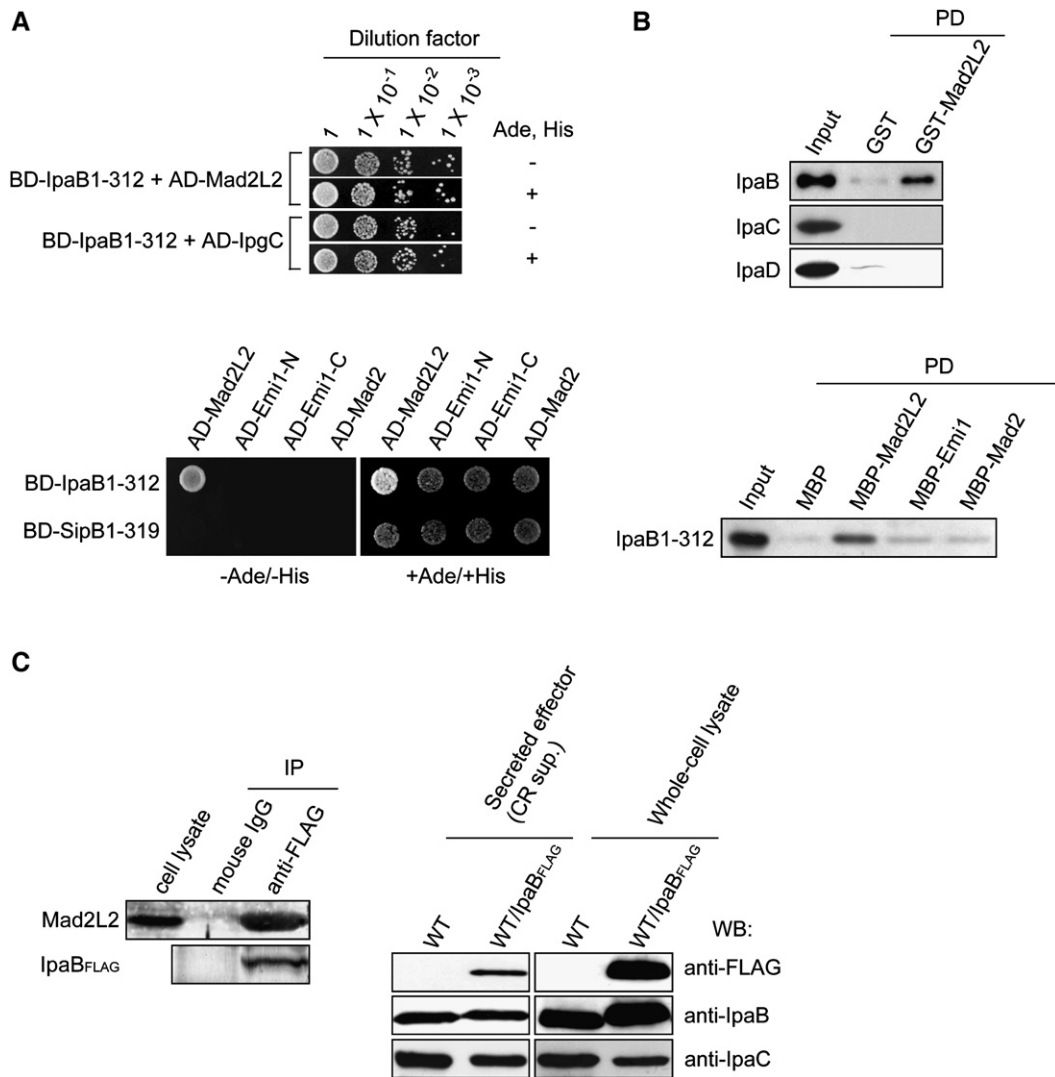 A
Dilution factor
1
1 X 10-1
1 X 10-2
1 X 10-3
Ade, His
BD-IpaB1-312 + AD-Mad2L2
-
+
BD-IpaB1-312 + AD-IpgC
-
+
AD-Mad2L2
AD-Emi1-N
AD-Emi1-C
AD-Mad2
AD-Mad2L2
AD-Emi1-N
AD-Emi1-C
AD-Mad2
BD-IpaB1-312
BD-SipB1-319
-Ade/-His
+Ade/+His
B
PD
Input
GST
GST-Mad2L2
IpaB
IpaC
IpaD
PD
Input
MBP
MBP-Mad2L2
MBP-Emi1
MBP-Mad2
IpaB1-312
C
IP
cell lysate
mouse IgG
anti-FLAG
Mad2L2
IpaBFLAG
Secreted effector
(CR sup.)
Whole-cell lysate
WT
WT/IpaBFLAG
WT
WT/IpaBFLAG
WB:
anti-FLAG
anti-IpaB
anti-IpaC